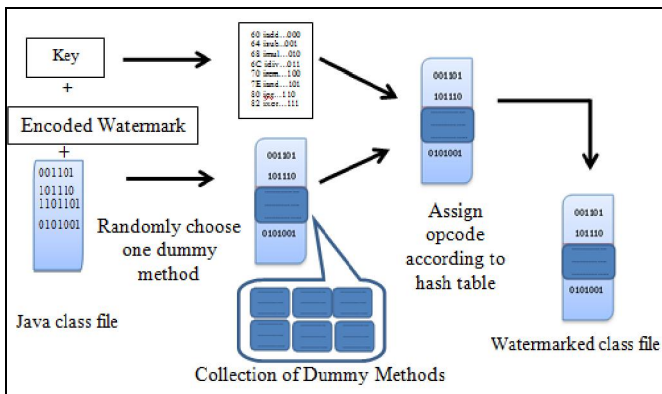 Key
+
Encoded Watermark
+
001101
101110
1101101
0101001
Java class file
60 iadd...000
64 isub...001
68 imul...010
6C idiv...011
70 irem...100
7E iand...101
82 ixor...111
Randomly choose
one dummy
method
001101
101110
0101001
Collection of Dummy Methods
001101
101110
0101001
Assign
opcode
according to
hash table
001101
101110
0101001
Watermarked class file